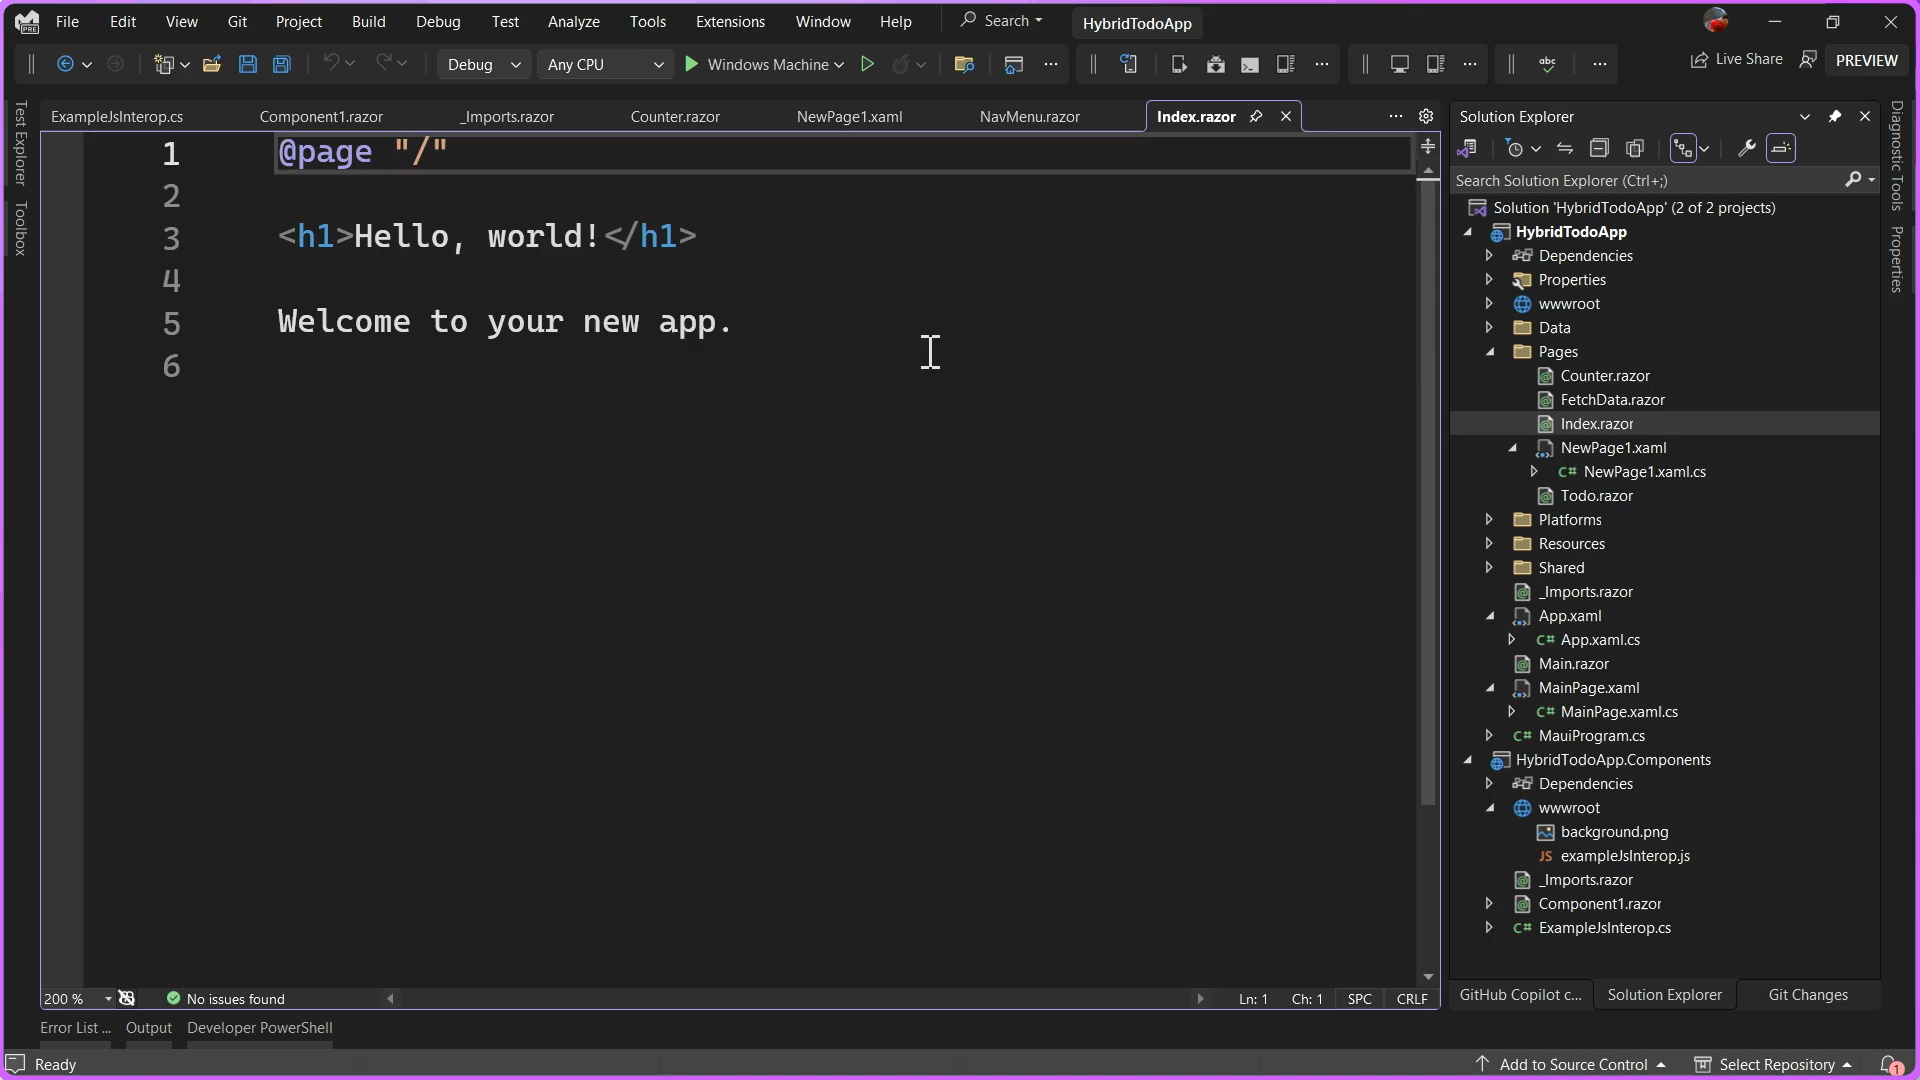 File Edit View Git Project Build Debug Test Analyze Tools Extensions Window Help Search HybridTodoApp
PRE
Debug Any CPU Windows Machine abc Live Share PREVIEW
Test Explorer
Toolbox
ExampleJsInterop.cs Component1.razor _Imports.razor Counter.razor NewPage1.xaml NavMenu.razor Index.razor
1 @page "/"
2
3 <h1>Hello, world!</h1>
4
5 Welcome to your new app.
6
200 % No issues found Ln: 1 Ch: 1 SPC CRLF
Error List ... Output Developer PowerShell
Solution Explorer
Search Solution Explorer (Ctrl+;)
Solution 'HybridTodoApp' (2 of 2 projects)
HybridTodoApp
Dependencies
Properties
wwwroot
Data
Pages
Counter.razor
FetchData.razor
Index.razor
NewPage1.xaml
C# NewPage1.xaml.cs
Todo.razor
Platforms
Resources
Shared
_Imports.razor
App.xaml
C# App.xaml.cs
Main.razor
MainPage.xaml
C# MainPage.xaml.cs
C# MauiProgram.cs
HybridTodoApp.Components
Dependencies
wwwroot
background.png
JS exampleJsInterop.js
_Imports.razor
Component1.razor
C# ExampleJsInterop.cs
GitHub Copilot c... Solution Explorer Git Changes
Diagnostic Tools
Properties
Ready Add to Source Control Select Repository 1